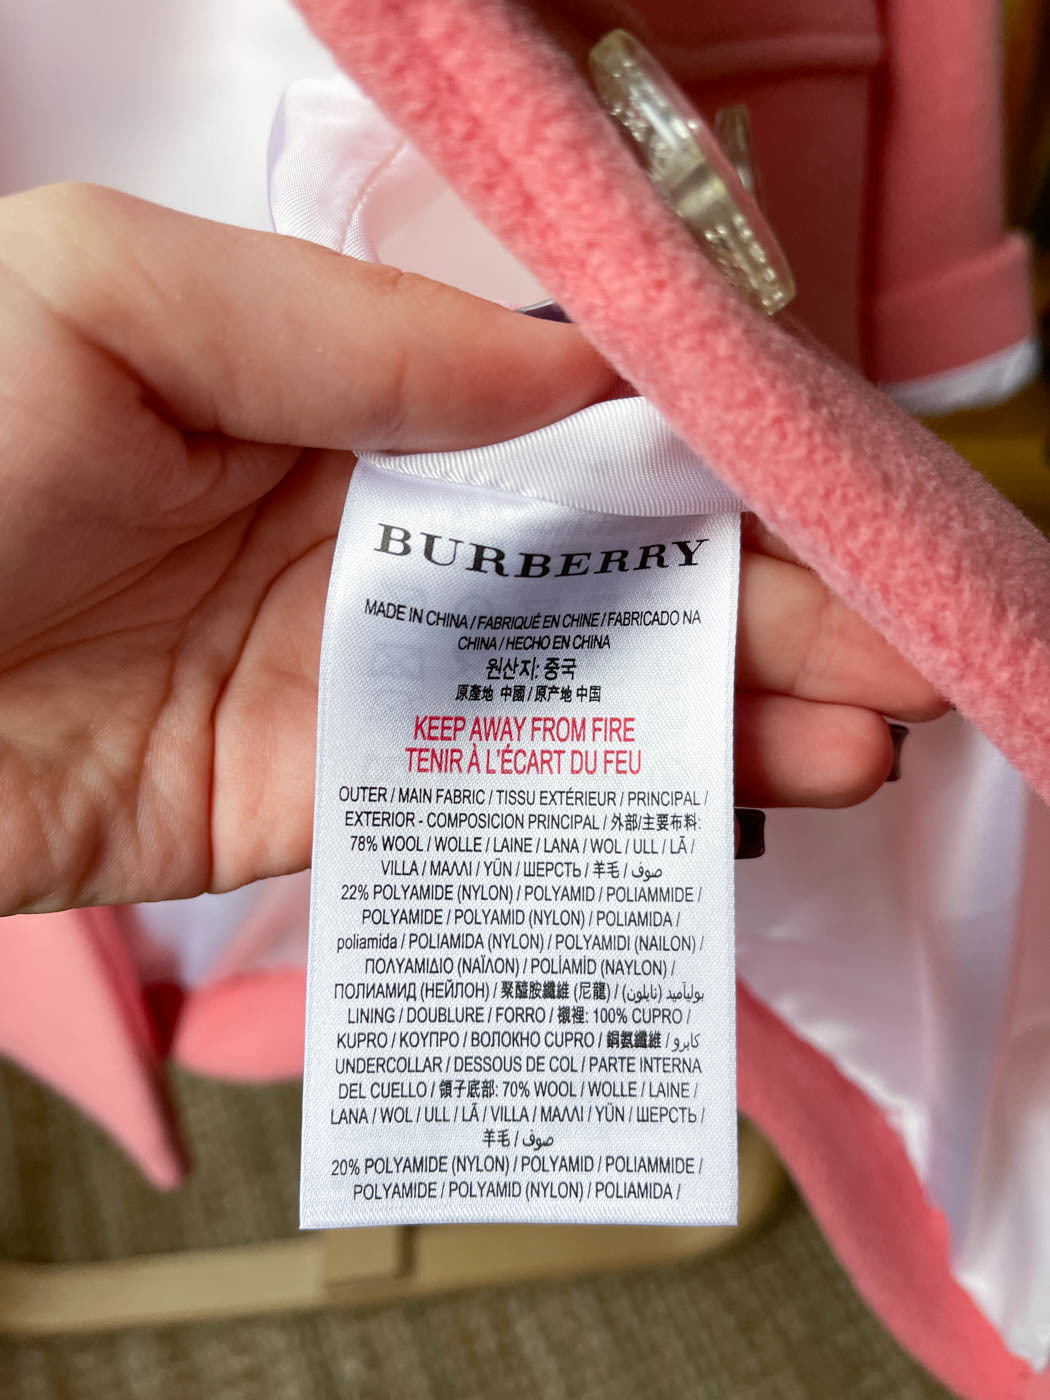 BURBERRY
MADE IN CHINA / FABRIQUÉ EN CHINE / FABRICADO NA
CHINA / HECHO EN CHINA
원산지: 중국
原產地 中國 / 原产地 中国
KEEP AWAY FROM FIRE
TENIR À L'ÉCART DU FEU
OUTER / MAIN FABRIC / TISSU EXTÉRIEUR / PRINCIPAL /
EXTERIOR - COMPOSICION PRINCIPAL / 外部/主要布料:
78% WOOL / WOLLE / LAINE / LANA / WOL / ULL / LÃ /
VILLA / ΜΑΛΛΙ / YÜN / ШЕРСТЬ / 羊毛 / صوف
22% POLYAMIDE (NYLON) / POLYAMID / POLIAMMIDE /
POLYAMIDE / POLYAMID (NYLON) / POLIAMIDA /
poliamida / POLIAMIDA (NYLON) / POLYAMIDI (NAILON) /
ΠΟΛΥΑΜΙΔΙΟ (ΝΑΪΛΟΝ) / POLİAMİD (NAYLON) /
ПОЛИАМИД (НЕЙЛОН) / 聚醯胺纖維 (尼龍) / بوليآميد (نايلون)
LINING / DOUBLURE / FORRO / 襯裡: 100% CUPRO /
KUPRO / ΚΟΥΠΡΟ / ВОЛОКНО CUPRO / 銅氨纖維 / كابرو
UNDERCOLLAR / DESSOUS DE COL / PARTE INTERNA
DEL CUELLO / 領子底部: 70% WOOL / WOLLE / LAINE /
LANA / WOL / ULL / LÃ / VILLA / ΜΑΛΛΙ / YÜN / ШЕРСТЬ /
羊毛 / صوف
20% POLYAMIDE (NYLON) / POLYAMID / POLIAMMIDE /
POLYAMIDE / POLYAMID (NYLON) / POLIAMIDA /